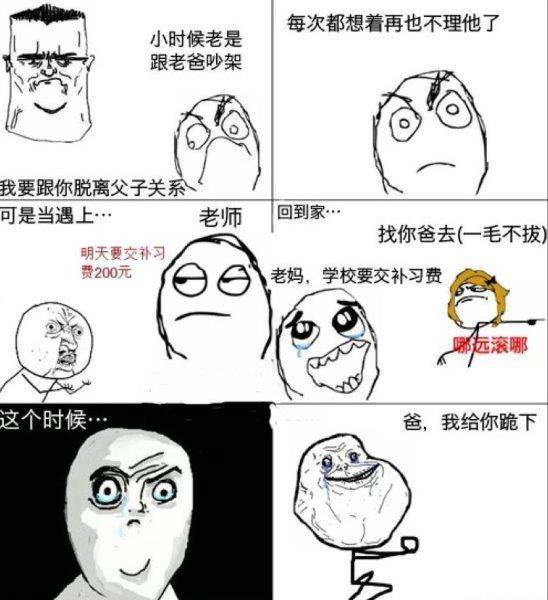 小时候老是
跟老爸吵架
我要跟你脱离父子关系
每次都想着再也不理他了
可是当遇上…
老师
明天要交补习
费200元
回到家…
找你爸去(一毛不拔)
老妈，学校要交补习费
哪远滚哪
这个时候…
爸，我给你跪下